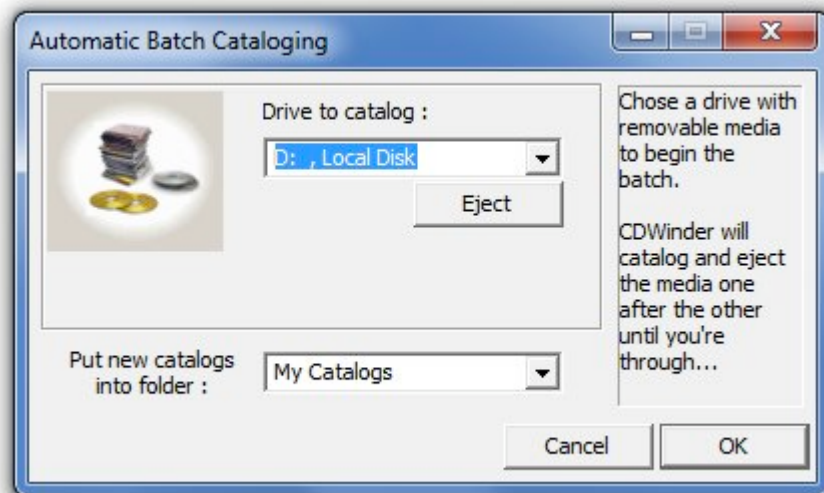 Automatic Batch Cataloging
Drive to catalog :
D: , Local Disk
Eject
Put new catalogs
into folder :
My Catalogs
Chose a drive with
removable media
to begin the
batch.
CDWinder will
catalog and eject
the media one
after the other
until you're
through...
Cancel
OK